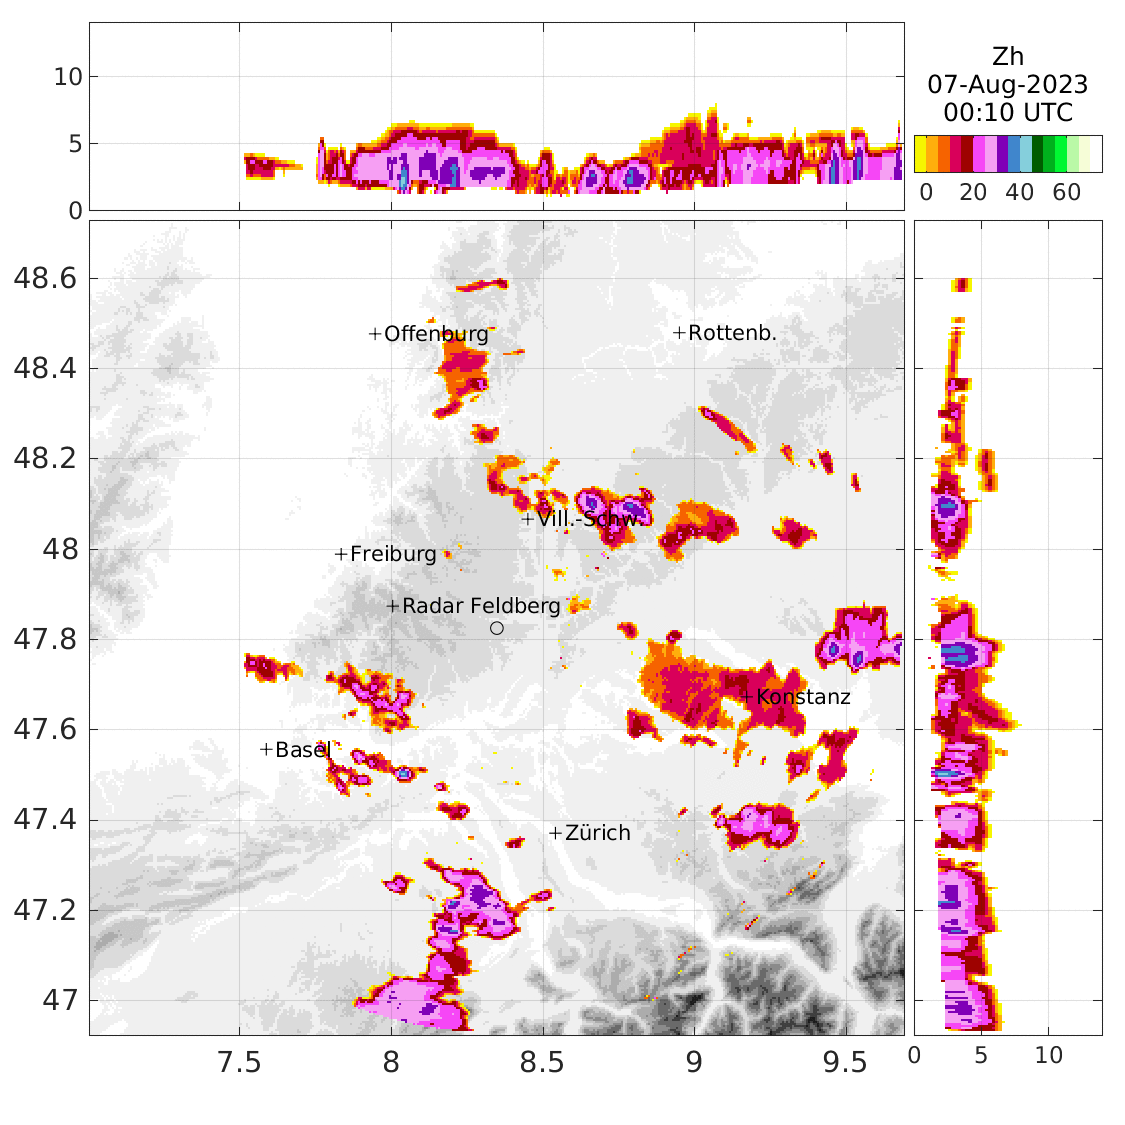 10
5
0
Zh
07-Aug-2023
00:10 UTC
0 20 40 60
48.6
48.4
48.2
48
47.8
47.6
47.4
47.2
47
+Offenburg
+Rottenb.
+Vill.-Schw.
+Freiburg
+Radar Feldberg
+Konstanz
+Basel
+Zürich
7.5 8 8.5 9 9.5
0 5 10